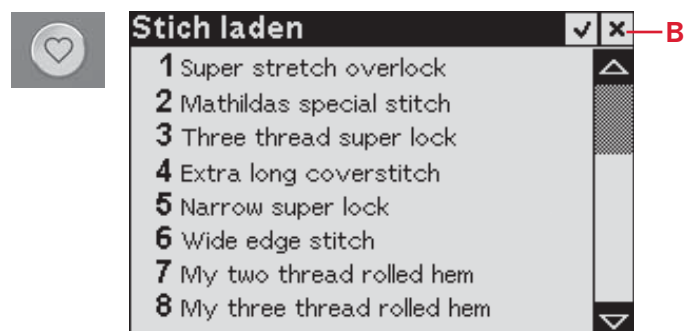 Stich laden
B
1 Super stretch overlock
2 Mathildas special stitch
3 Three thread super lock
4 Extra long coverstitch
5 Narrow super lock
6 Wide edge stitch
7 My two thread rolled hem
8 My three thread rolled hem